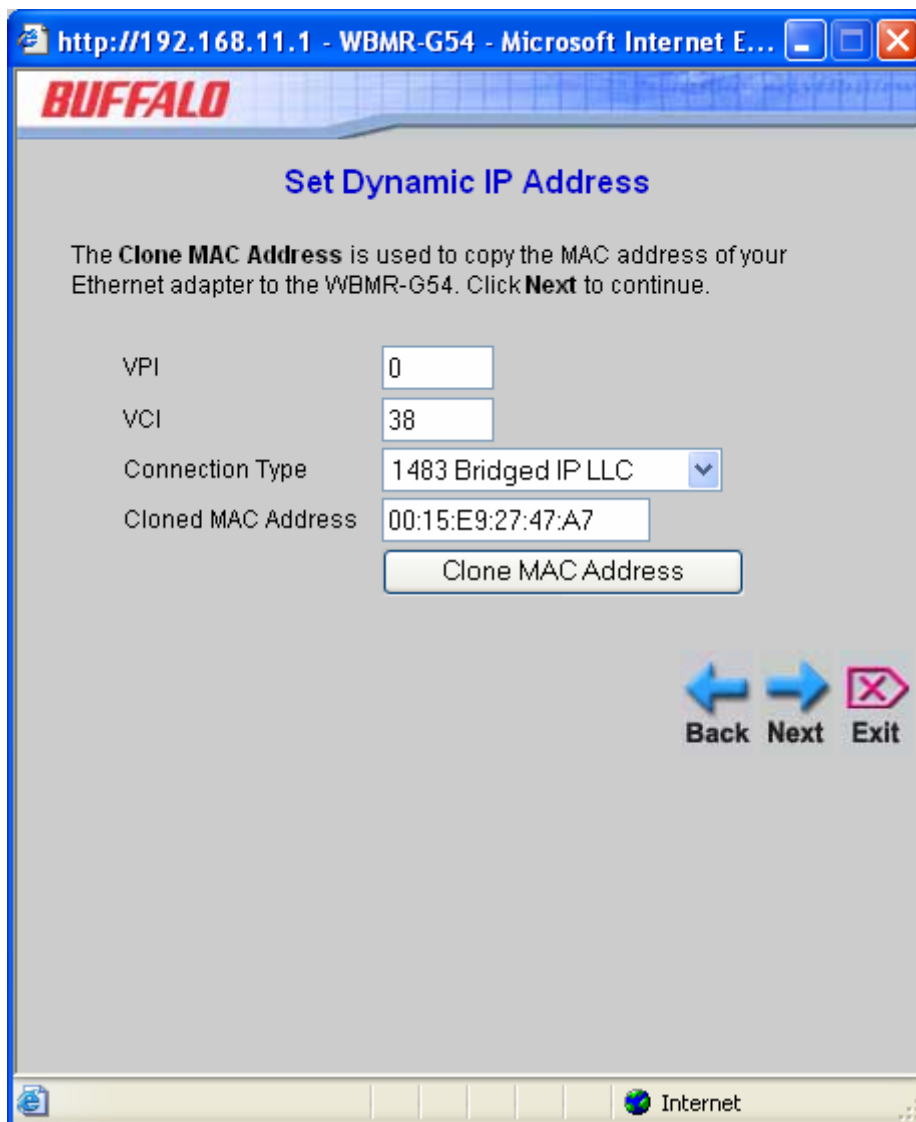 http://192.168.11.1 - WBMR-G54 - Microsoft Internet E...
BUFFALO
Set Dynamic IP Address
The Clone MAC Address is used to copy the MAC address of your
Ethernet adapter to the WBMR-G54. Click Next to continue.
VPI 0
VCI 38
Connection Type 1483 Bridged IP LLC
Cloned MAC Address 00:15:E9:27:47:A7
Clone MAC Address
Back Next Exit
Internet